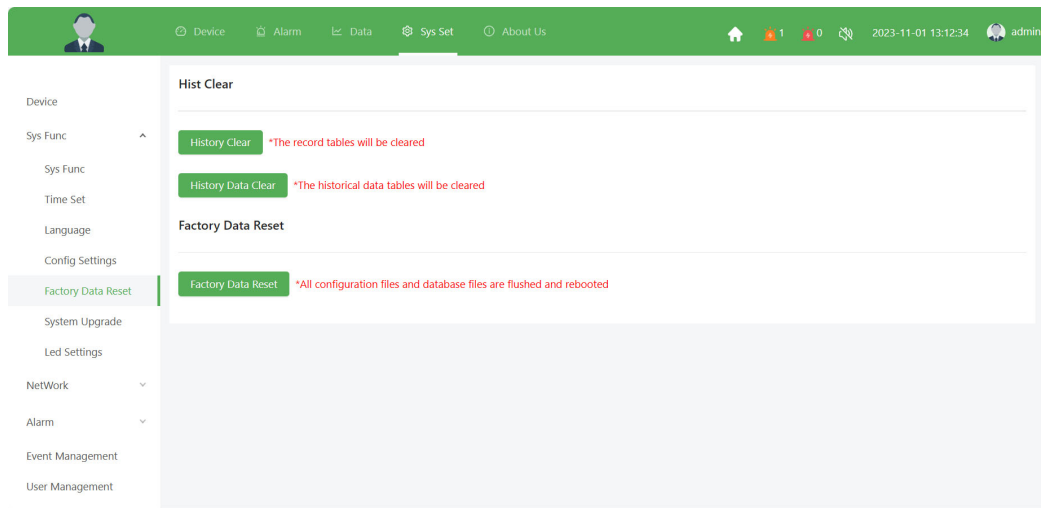 Device Alarm Data Sys Set About Us 1 0 2023-11-01 13:12:34 admin
Device
Sys Func
Sys Func
Time Set
Language
Config Settings
Factory Data Reset
System Upgrade
Led Settings
NetWork
Alarm
Event Management
User Management
Hist Clear
History Clear *The record tables will be cleared
History Data Clear *The historical data tables will be cleared
Factory Data Reset
Factory Data Reset *All configuration files and database files are flushed and rebooted